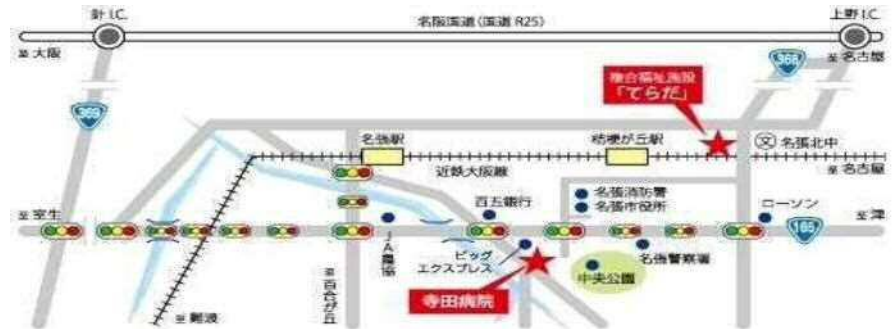 針 I.C.
名阪国道(国道 R25)
上野 I.C.
至 大阪
至 名古屋
368
複合福祉施設
「てらだ」
369
名張駅
桔梗が丘駅
名張北中
近鉄大阪線
至 名古屋
名張消防署
名張市役所
百五銀行
ローソン
至 室生
至 津
165
JA農協
ビッグ
エクスプレス
名張警察署
中央公園
寺田病院
至 百合が丘
至 難波